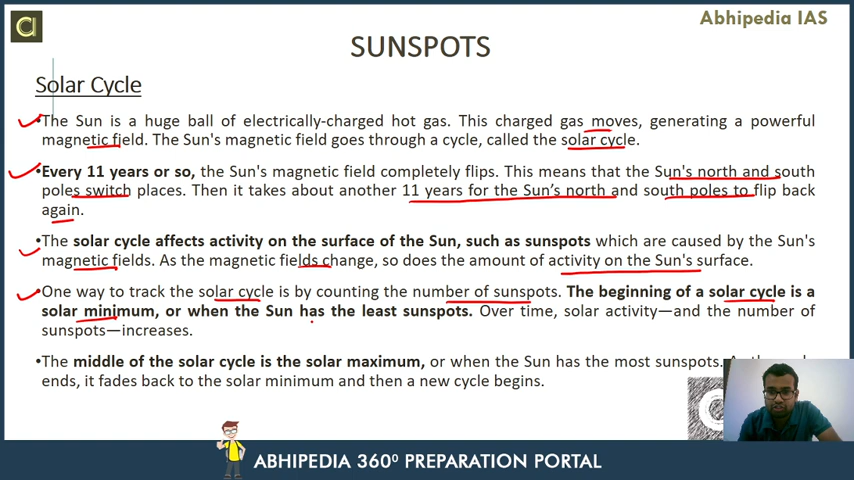 Abhipedia IAS
SUNSPOTS
Solar Cycle
•The Sun is a huge ball of electrically-charged hot gas. This charged gas moves, generating a powerful
magnetic field. The Sun's magnetic field goes through a cycle, called the solar cycle.
•Every 11 years or so, the Sun's magnetic field completely flips. This means that the Sun's north and south
poles switch places. Then it takes about another 11 years for the Sun’s north and south poles to flip back
again.
•The solar cycle affects activity on the surface of the Sun, such as sunspots which are caused by the Sun's
magnetic fields. As the magnetic fields change, so does the amount of activity on the Sun's surface.
•One way to track the solar cycle is by counting the number of sunspots. The beginning of a solar cycle is a
solar minimum, or when the Sun has the least sunspots. Over time, solar activity—and the number of
sunspots—increases.
•The middle of the solar cycle is the solar maximum, or when the Sun has the most sunspots.
ends, it fades back to the solar minimum and then a new cycle begins.
ABHIPEDIA 360⁰ PREPARATION PORTAL